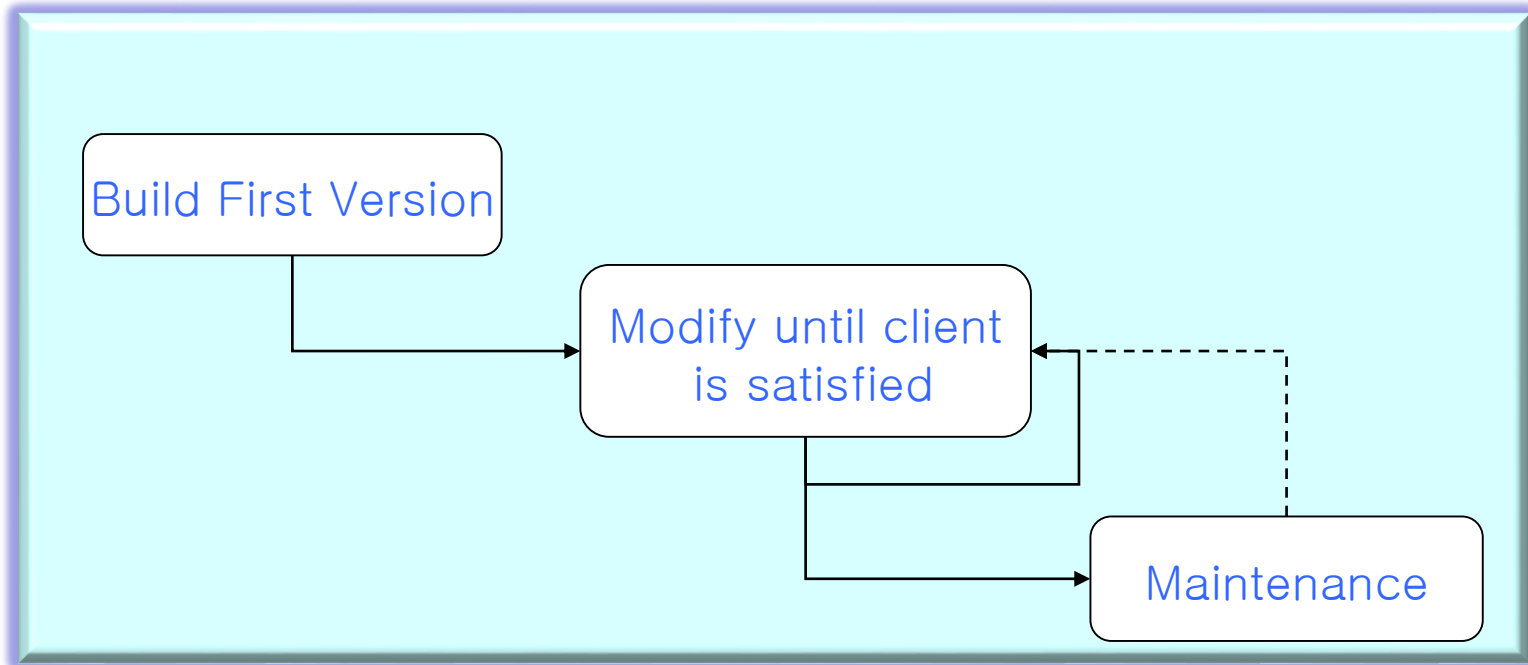 Build First Version
Modify until client
is satisfied
Maintenance